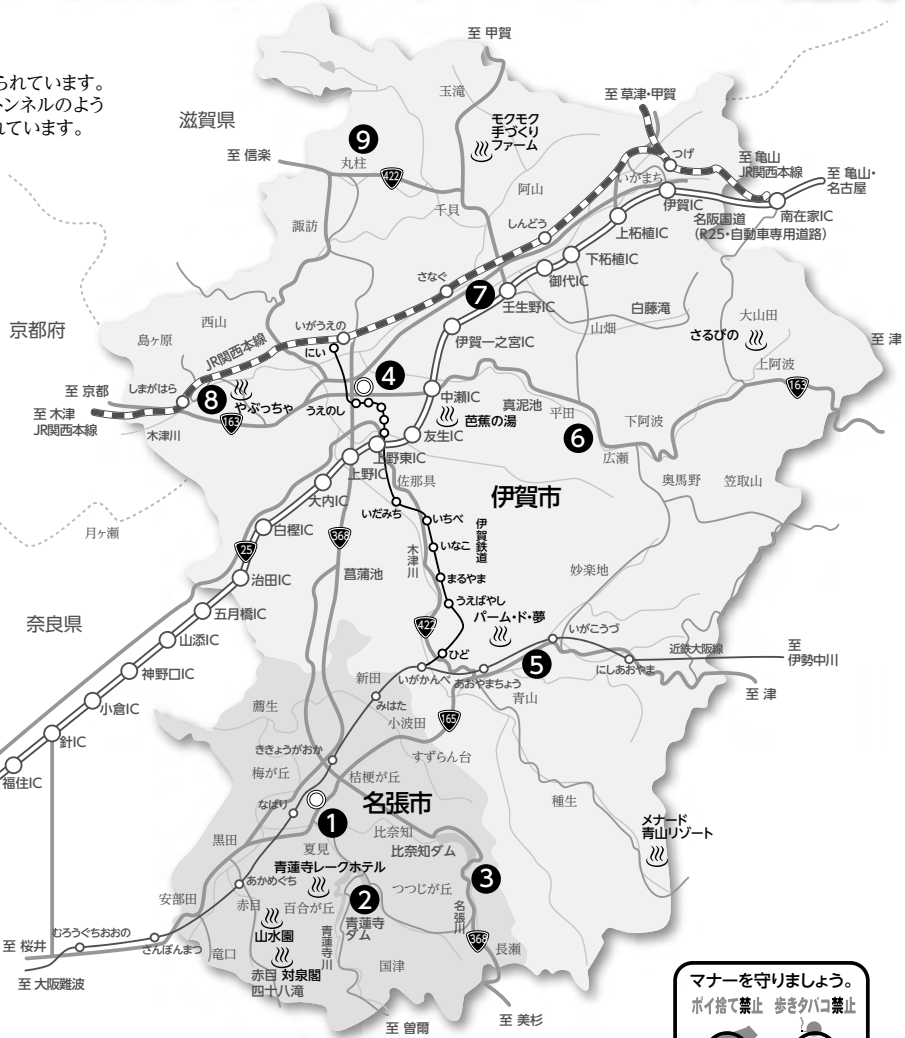 られています。
トンネルのよう
れています。
至 甲賀
玉滝
滋賀県
モクモク
手づくり
ファーム
至 草津・甲賀
9
丸柱
至 信楽
422
つげ
至 亀山
JR関西本線
至 亀山・
名古屋
いがまち
阿山
千貝
伊賀IC
南在家IC
名阪国道
(R25・自動車専用道路)
諏訪
しんどう
上柘植IC
下柘植IC
御代IC
さなぐ
7
壬生野IC
白藤滝
大山田
西山
いがうえの
山畑
さるびの
京都府
島ヶ原
JR関西本線
にい
伊賀一之宮IC
至 津
上阿波
4
しまがはら
至 京都
8
やぶっちゃ
うえのし
中瀬IC
真泥池
平田
163
至 木津
JR関西本線
163
木津川
芭蕉の湯
下阿波
友生IC
6
広瀬
上野東IC
上野IC
佐那具
奥馬野
笠取山
大内IC
伊賀市
いだみち
いちべ
伊賀鉄道
月ヶ瀬
白樫IC
368
いなこ
木津川
25
菖蒲池
妙楽地
治田IC
まるやま
うえばやし
五月橋IC
奈良県
パーム・ド・夢
422
いがこうづ
山添IC
ひど
近鉄大阪線
至
伊勢中川
5
神野口IC
新田
いがかんべ
あおやまちょう
にしあおやま
至 津
青山
小倉IC
薦生
みはた
小波田
165
針IC
ききょうがおか
すずらん台
福住IC
梅が丘
桔梗が丘
種生
なばり
名張市
メナード
青山リゾート
1
比奈知
黒田
夏見
比奈知ダム
青蓮寺レークホテル
3
あかめぐち
つつじが丘
2
安部田
赤目
百合が丘
青蓮寺
ダム
名張川
むろうぐちおおの
山水園
青蓮寺川
368
至 桜井
さんぼんまつ
竜口
長瀬
国津
至 大阪難波
赤目
四十八滝
対泉閣
至 曽爾
至 美杉
マナーを守りましょう。
ポイ捨て禁止 歩きタバコ禁止